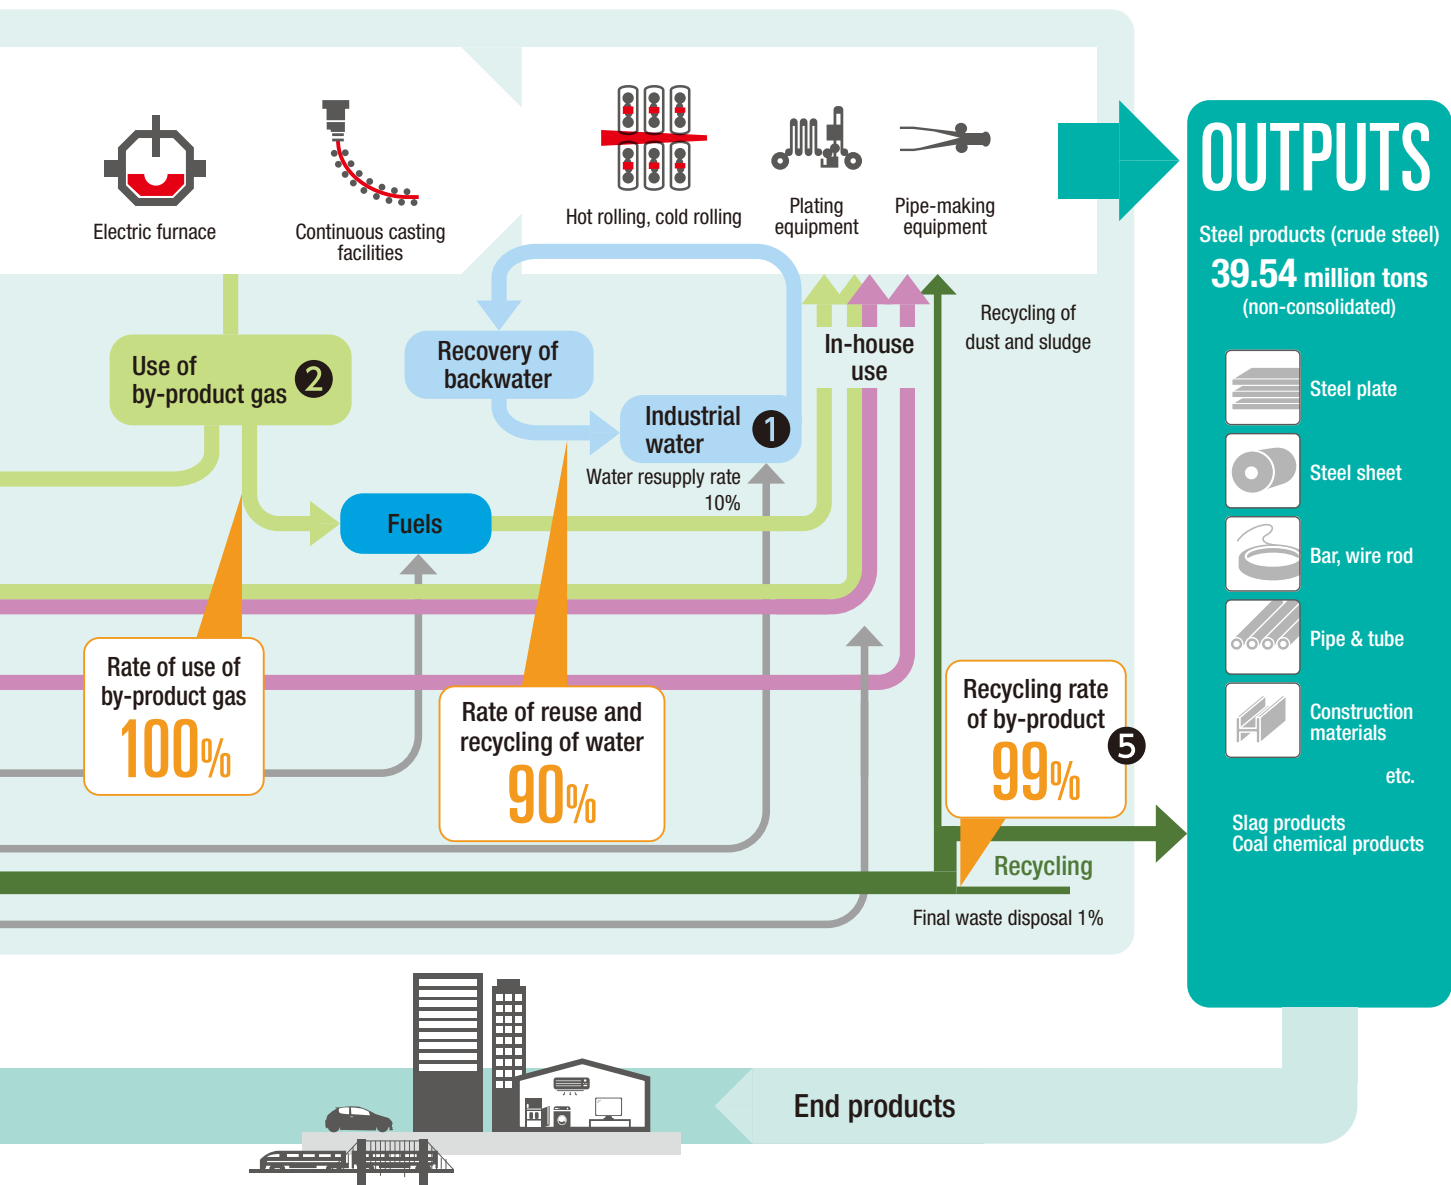 Electric furnace
Continuous casting
facilities
Hot rolling, cold rolling
Plating
equipment
Pipe-making
equipment
OUTPUTS
Steel products (crude steel)
39.54 million tons
(non-consolidated)
Steel plate
Steel sheet
Bar, wire rod
Pipe & tube
Construction
materials
etc.
Slag products
Coal chemical products
Use of
by-product gas 2
Recovery of
backwater
Industrial
water 1
Water resupply rate
10%
In-house
use
Recycling of
dust and sludge
Fuels
Rate of use of
by-product gas
100%
Rate of reuse and
recycling of water
90%
Recycling rate
of by-product
99%
5
Recycling
Final waste disposal 1%
End products